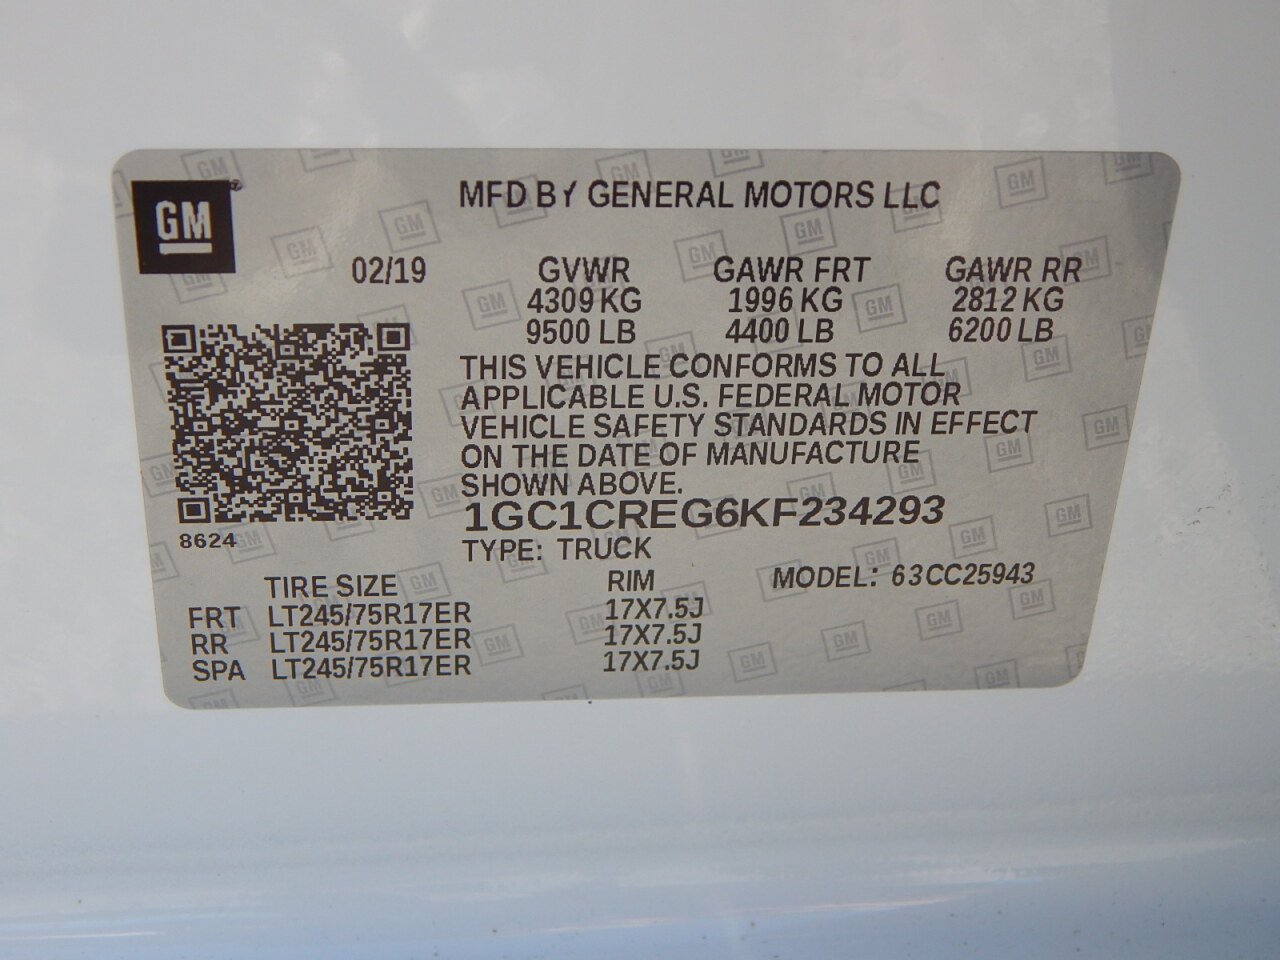 GM
MFD BY GENERAL MOTORS LLC
02/19 GVWR GAWR FRT GAWR RR
4309 KG 1996 KG 2812 KG
9500 LB 4400 LB 6200 LB
THIS VEHICLE CONFORMS TO ALL
APPLICABLE U.S. FEDERAL MOTOR
VEHICLE SAFETY STANDARDS IN EFFECT
ON THE DATE OF MANUFACTURE
SHOWN ABOVE.
1GC1CREG6KF234293
8624
TYPE: TRUCK
TIRE SIZE RIM MODEL: 63CC25943
FRT LT245/75R17ER 17X7.5J
RR LT245/75R17ER 17X7.5J
SPA LT245/75R17ER 17X7.5J